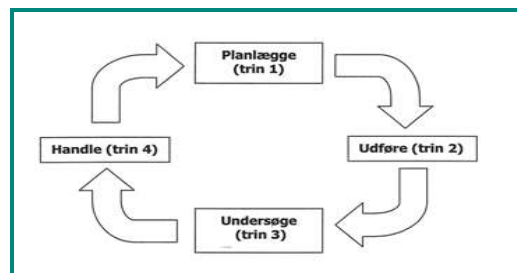 Planlægge
(trin 1)
Handle (trin 4)
Udføre (trin 2)
Undersøge
(trin 3)